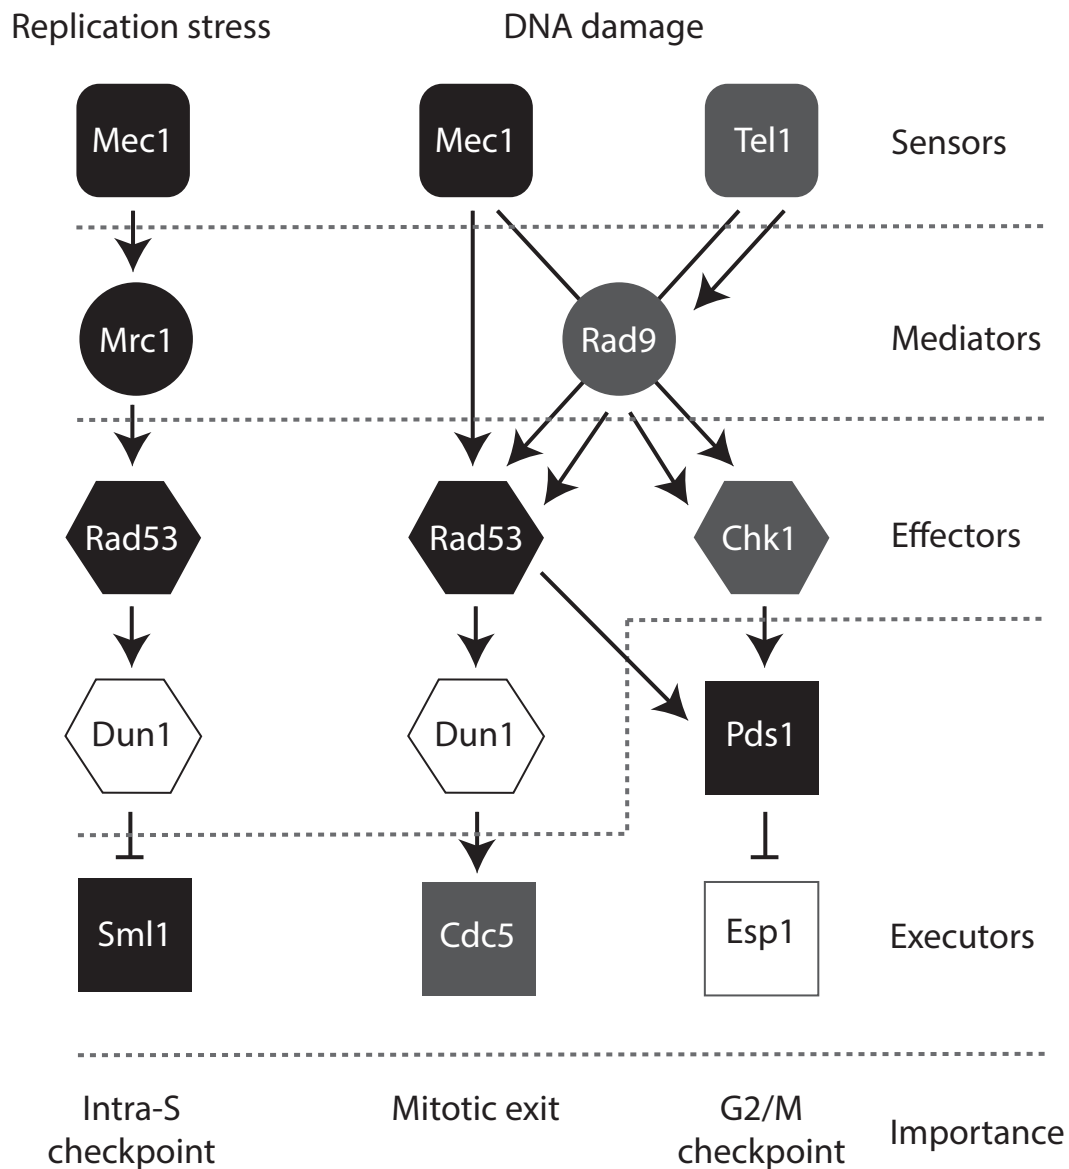 Replication stress
DNA damage
Mec1
Mec1
Tel1
Sensors
Mrc1
Rad9
Mediators
Rad53
Rad53
Chk1
Effectors
Dun1
Dun1
Pds1
Sml1
Cdc5
Esp1
Executors
Intra-S
checkpoint
Mitotic exit
G2/M
checkpoint
Importance